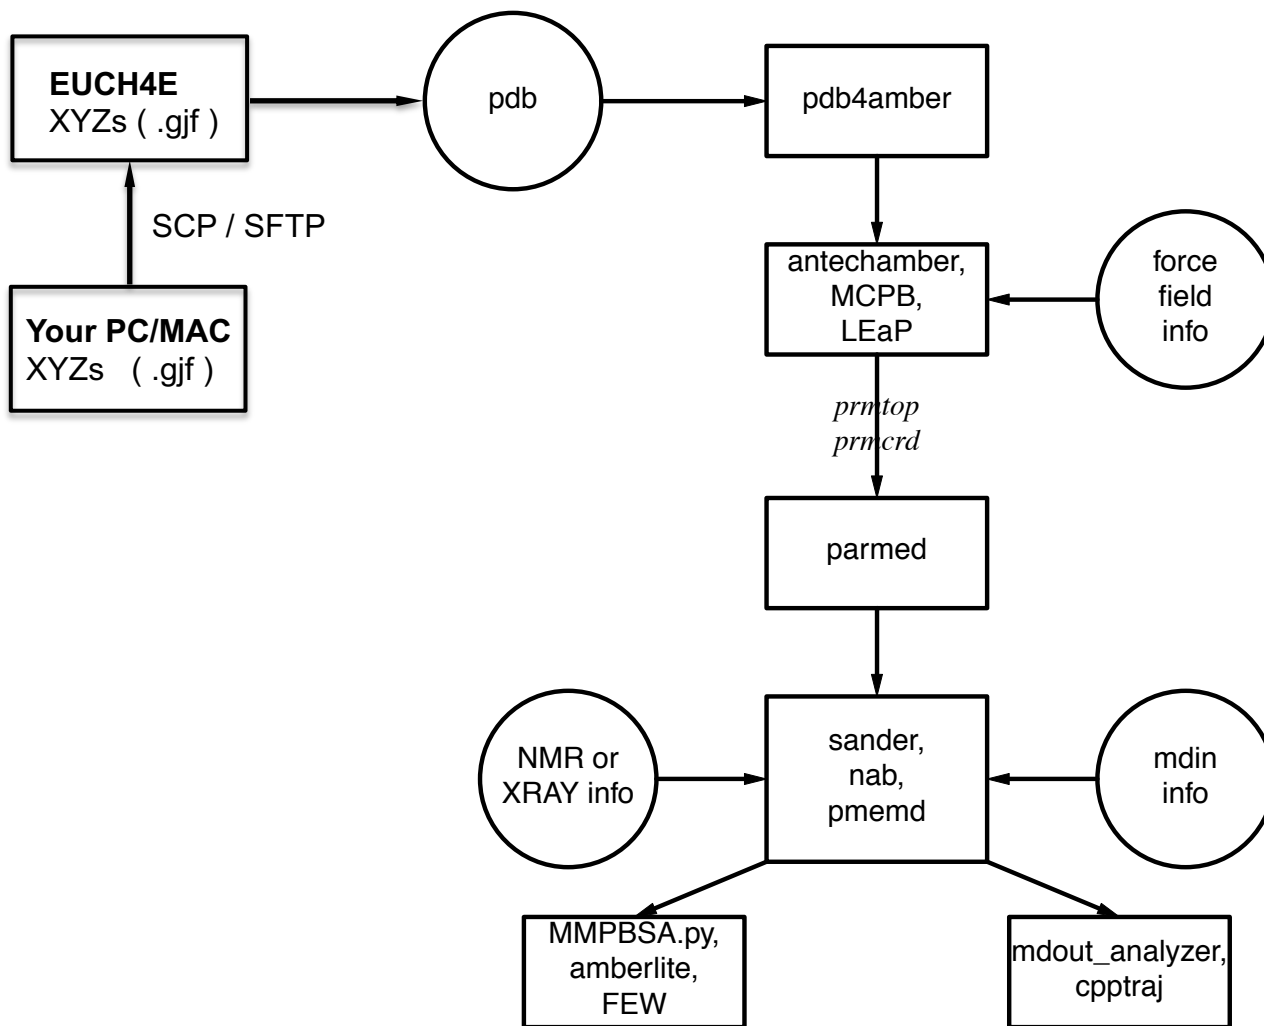 EUCH4E
XYZs ( .gjf )
pdb
pdb4amber
SCP / SFTP
Your PC/MAC
XYZs ( .gjf )
antechamber,
MCPB,
LEaP
force
field
info
prmtop
prmcrd
parmed
NMR or
XRAY info
sander,
nab,
pmemd
mdin
info
MMPBSA.py,
amberlite,
FEW
mdout_analyzer,
cpptraj